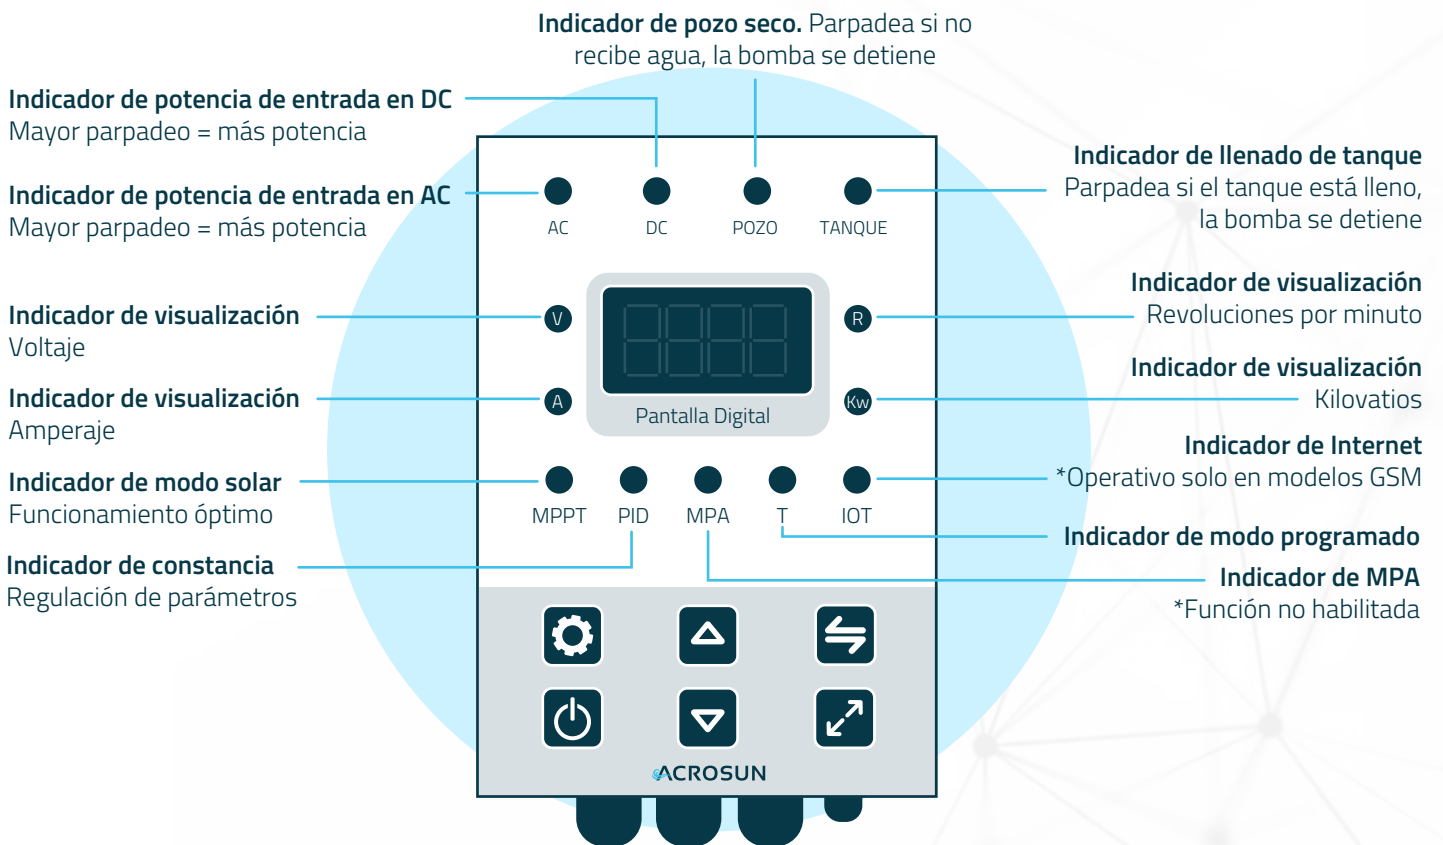 Indicador de pozo seco. Parpadea si no
recibe agua, la bomba se detiene
Indicador de potencia de entrada en DC
Mayor parpadeo = más potencia
Indicador de potencia de entrada en AC
Mayor parpadeo = más potencia
Indicador de visualización
Voltaje
Indicador de visualización
Amperaje
Indicador de modo solar
Funcionamiento óptimo
Indicador de constancia
Regulación de parámetros
AC DC POZO TANQUE
V R
A Kw
Pantalla Digital
MPPT PID MPA T IOT
ACROSUN
Indicador de llenado de tanque
Parpadea si el tanque está lleno,
la bomba se detiene
Indicador de visualización
Revoluciones por minuto
Indicador de visualización
Kilovatios
Indicador de Internet
*Operativo solo en modelos GSM
Indicador de modo programado
Indicador de MPA
*Función no habilitada